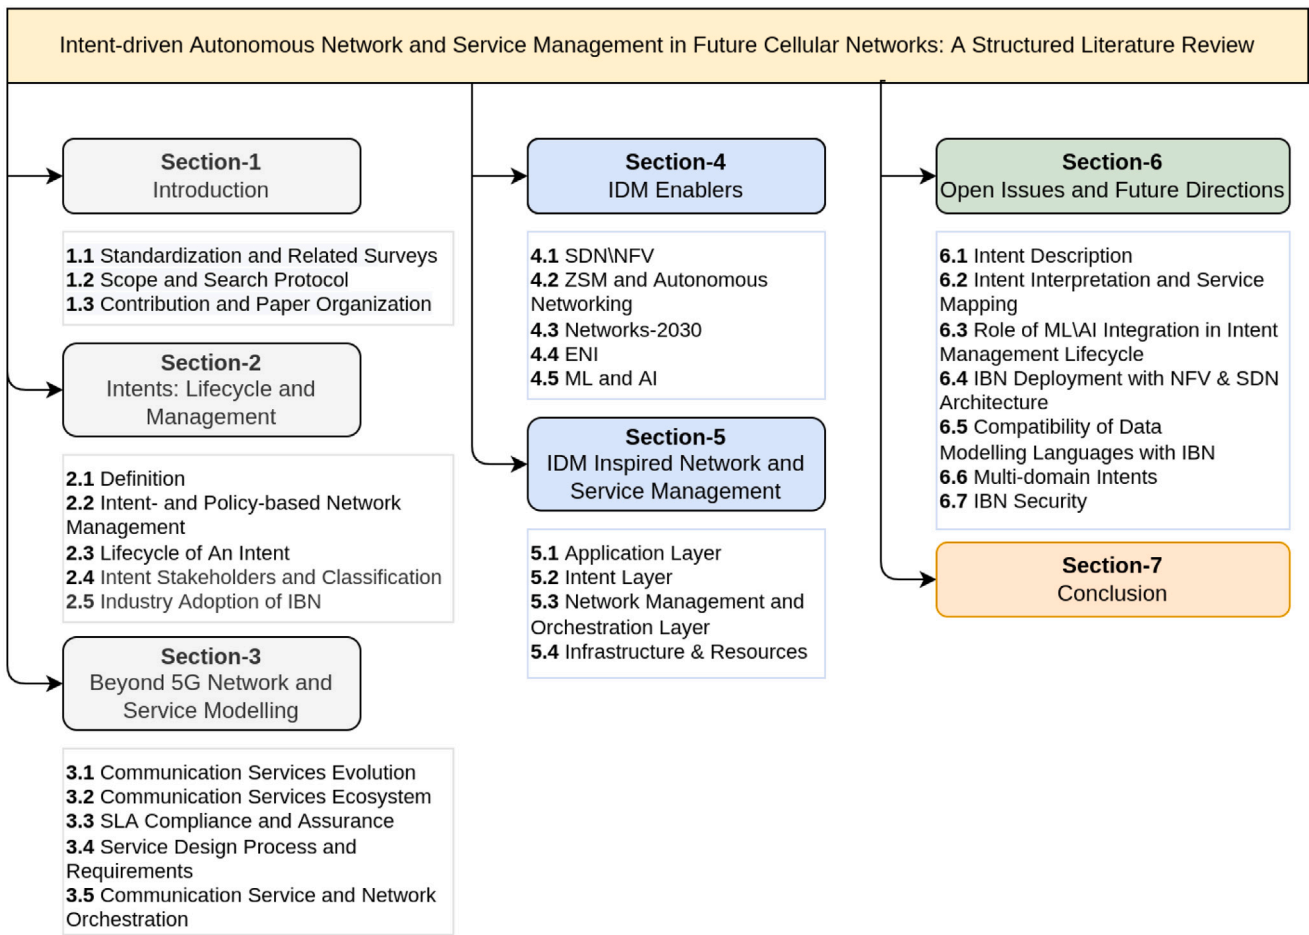 Intent-driven Autonomous Network and Service Management in Future Cellular Networks: A Structured Literature Review
Section-1
Introduction
1.1 Standardization and Related Surveys
1.2 Scope and Search Protocol
1.3 Contribution and Paper Organization
Section-2
Intents: Lifecycle and
Management
2.1 Definition
2.2 Intent- and Policy-based Network
Management
2.3 Lifecycle of An Intent
2.4 Intent Stakeholders and Classification
2.5 Industry Adoption of IBN
Section-3
Beyond 5G Network and
Service Modelling
3.1 Communication Services Evolution
3.2 Communication Services Ecosystem
3.3 SLA Compliance and Assurance
3.4 Service Design Process and
Requirements
3.5 Communication Service and Network
Orchestration
Section-4
IDM Enablers
4.1 SDN\NFV
4.2 ZSM and Autonomous
Networking
4.3 Networks-2030
4.4 ENI
4.5 ML and AI
Section-5
IDM Inspired Network and
Service Management
5.1 Application Layer
5.2 Intent Layer
5.3 Network Management and
Orchestration Layer
5.4 Infrastructure & Resources
Section-6
Open Issues and Future Directions
6.1 Intent Description
6.2 Intent Interpretation and Service
Mapping
6.3 Role of ML\AI Integration in Intent
Management Lifecycle
6.4 IBN Deployment with NFV & SDN
Architecture
6.5 Compatibility of Data
Modelling Languages with IBN
6.6 Multi-domain Intents
6.7 IBN Security
Section-7
Conclusion